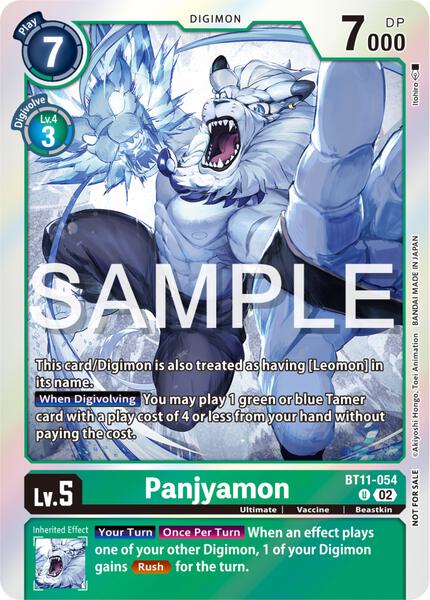 Play
DIGIMON
7
7000
DP
Digivolve
Lv.4
3
Itohiro
SAMPLE
This card/Digimon is also treated as having [Leomon] in
its name.
When Digivolving You may play 1 green or blue Tamer
card with a play cost of 4 or less from your hand without
paying the cost.
©Akiyoshi Hongo, Toei Animation BANDAI MADE IN JAPAN
NOT FOR SALE
Lv.5
Panjyamon
BT11-054
U 02
Ultimate | Vaccine | Beastkin
Inherited Effect
Your Turn Once Per Turn When an effect plays
one of your other Digimon, 1 of your Digimon
gains Rush for the turn.